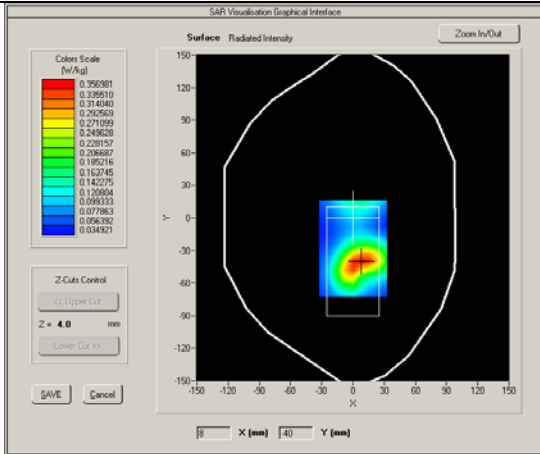 SAR Visualisation Graphical Interface
Surface Radiated Intensity
Zoom In/Out
Colors Scale
(W/kg)
0.356981
0.335510
0.314040
0.292569
0.271099
0.249628
0.228157
0.206687
0.185216
0.163745
0.142275
0.120804
0.099333
0.077863
0.056392
0.034921
Z-Cuts Control
<< Upper Cut
Z = 4.0 mm
Lower Cut >>
SAVE Cancel
150-
120-
90-
60-
30-
0-
-30-
-60-
-90-
-120-
-150-
Y
-150 -120 -90 -60 -30 0 30 60 90 120 150
X
8 X (mm) -40 Y (mm)